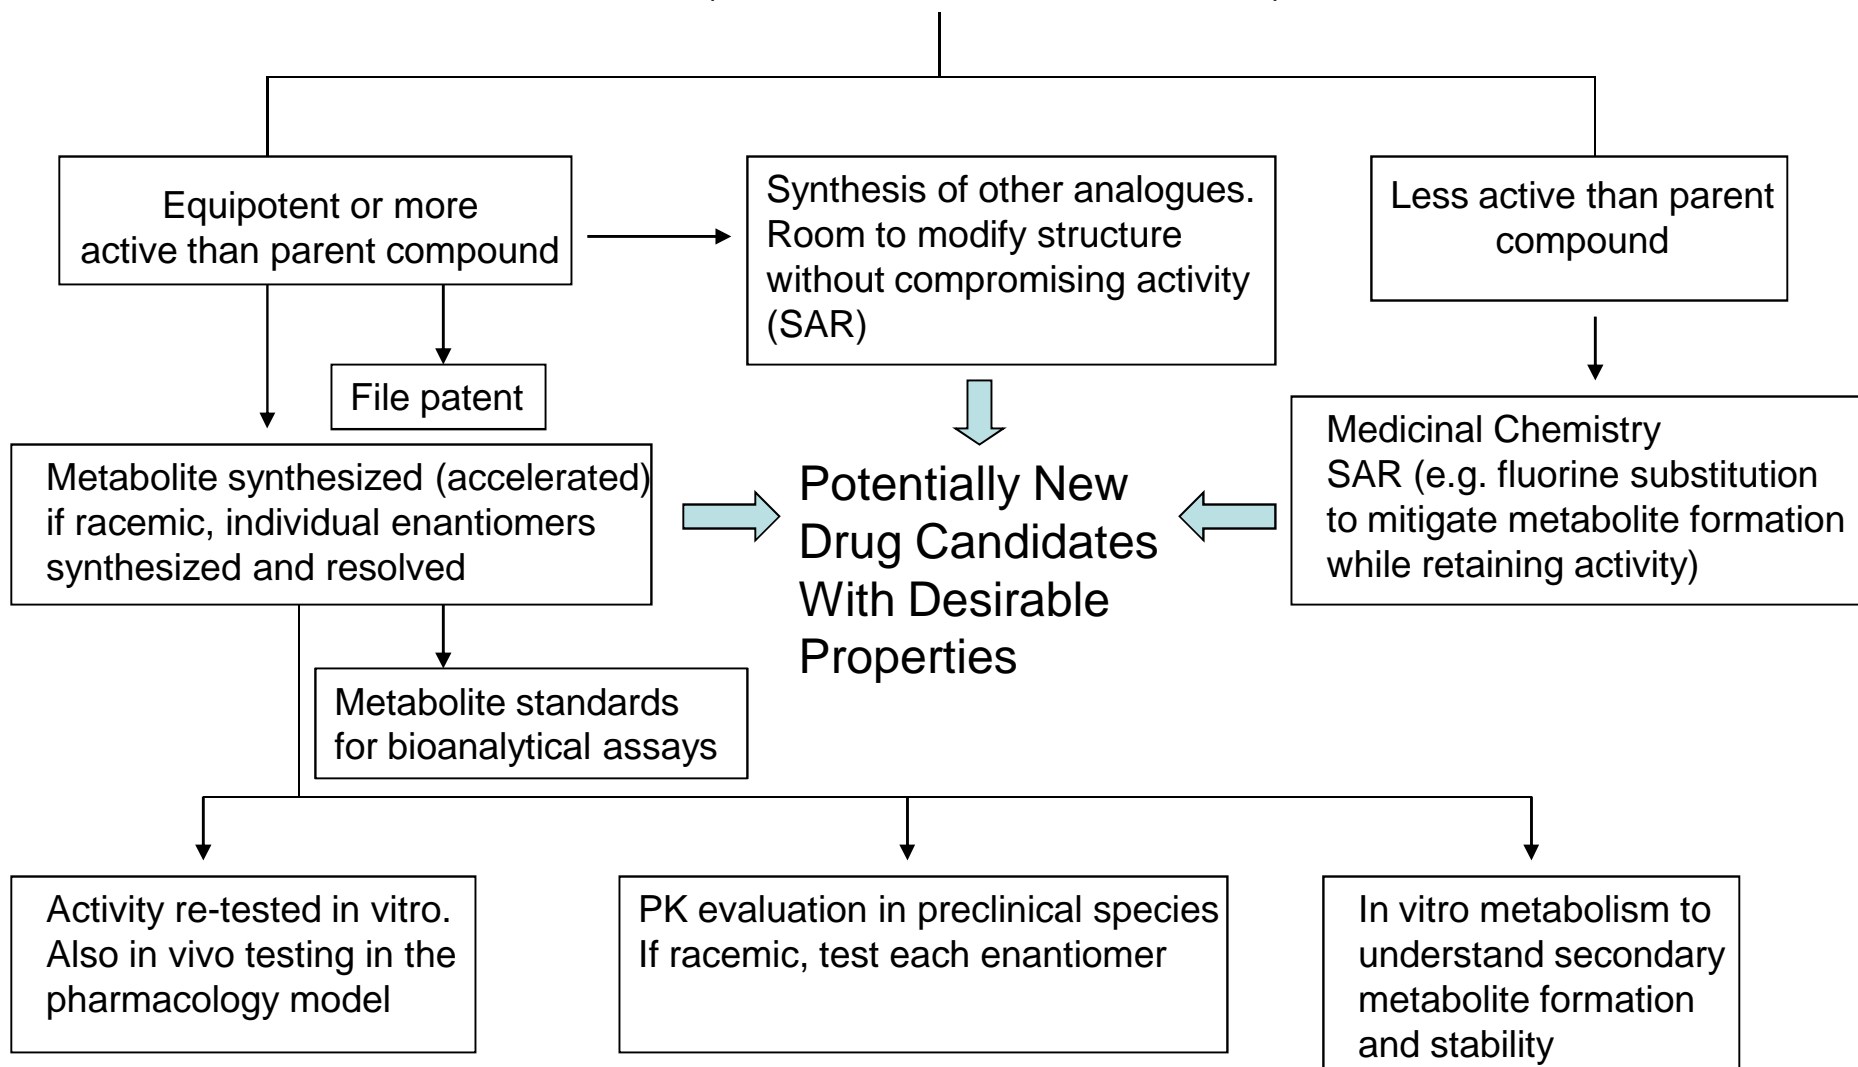 Equipotent or more
active than parent compound
Synthesis of other analogues.
Room to modify structure
without compromising activity
(SAR)
Less active than parent
compound
File patent
Metabolite synthesized (accelerated)
if racemic, individual enantiomers
synthesized and resolved
Potentially New
Drug Candidates
With Desirable
Properties
Medicinal Chemistry
SAR (e.g. fluorine substitution
to mitigate metabolite formation
while retaining activity)
Metabolite standards
for bioanalytical assays
Activity re-tested in vitro.
Also in vivo testing in the
pharmacology model
PK evaluation in preclinical species
If racemic, test each enantiomer
In vitro metabolism to
understand secondary
metabolite formation
and stability